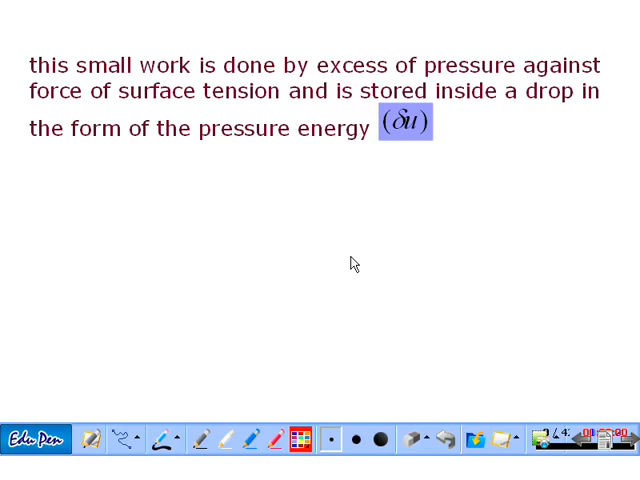 this small work is done by excess of pressure against
force of surface tension and is stored inside a drop in
the form of the pressure energy (δu)
Edu Pen